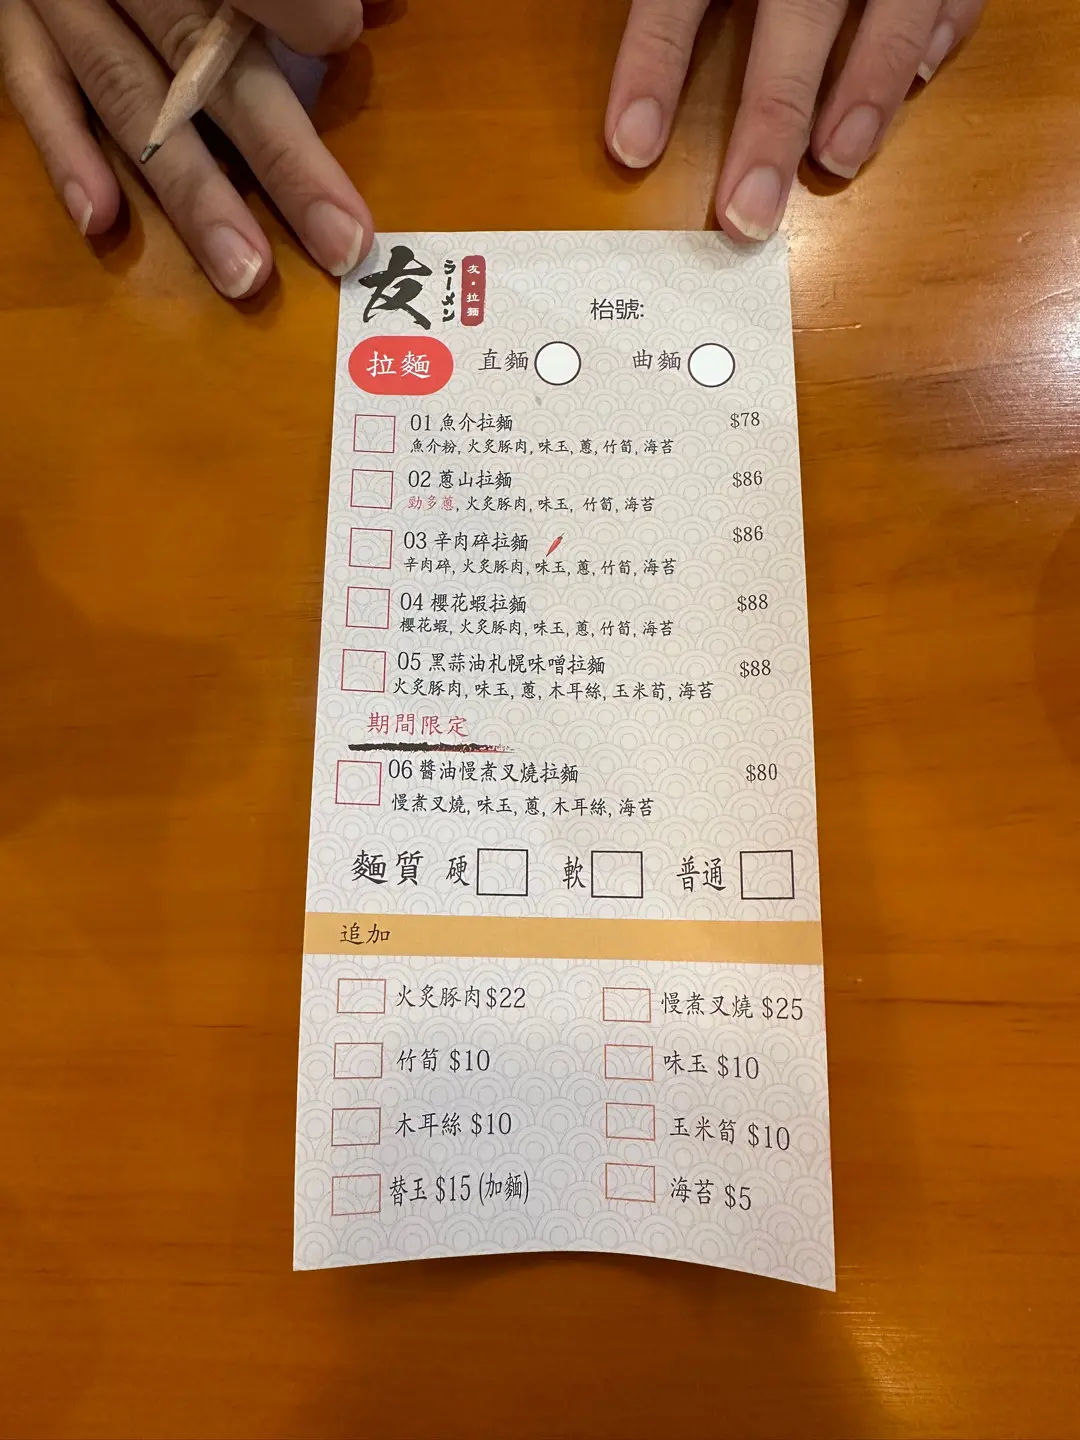 友
ラーメン
友・拉麵
枱號:
拉麵 直麵 曲麵
01 魚介拉麵 $78
魚介粉, 火炙豚肉, 味玉, 蔥, 竹筍, 海苔
02 蔥山拉麵 $86
勁多蔥, 火炙豚肉, 味玉, 竹筍, 海苔
03 辛肉碎拉麵 $86
辛肉碎, 火炙豚肉, 味玉, 蔥, 竹筍, 海苔
04 櫻花蝦拉麵 $88
櫻花蝦, 火炙豚肉, 味玉, 蔥, 竹筍, 海苔
05 黑蒜油札幌味噌拉麵 $88
火炙豚肉, 味玉, 蔥, 木耳絲, 玉米荀, 海苔
期間限定
06 醬油慢煮叉燒拉麵 $80
慢煮叉燒, 味玉, 蔥, 木耳絲, 海苔
麵質 硬 軟 普通
追加
火炙豚肉$22 慢煮叉燒 $25
竹筍 $10 味玉 $10
木耳絲 $10 玉米筍 $10
替玉 $15 (加麵) 海苔 $5